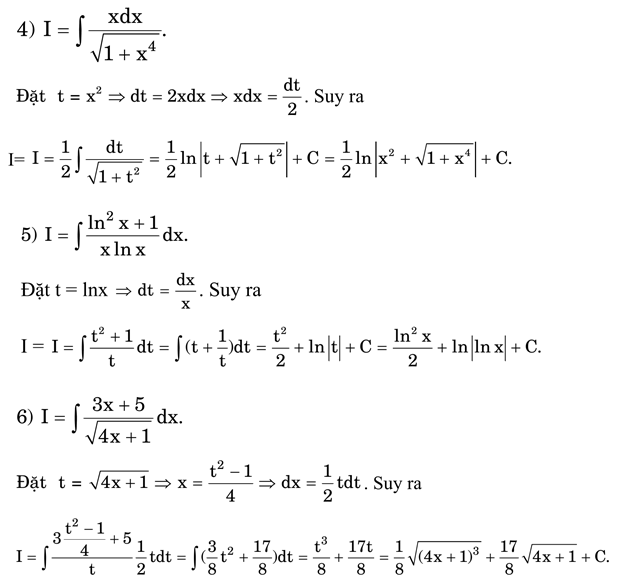 4) I = ∫ xdx/√(1 + x⁴).
Đặt t = x² ⇒ dt = 2xdx ⇒ xdx = dt/2. Suy ra
I= I = 1/2 ∫ dt/√(1 + t²) = 1/2 ln|t + √(1 + t²)| + C = 1/2 ln|x² + √(1 + x⁴)| + C.
5) I = ∫ (ln² x + 1)/(x ln x) dx.
Đặt t = lnx ⇒ dt = dx/x. Suy ra
I = I = ∫ (t² + 1)/t dt = ∫(t + 1/t)dt = t²/2 + ln|t| + C = ln² x/2 + ln|ln x| + C.
6) I = ∫ (3x + 5)/√(4x + 1) dx.
Đặt t = √(4x + 1) ⇒ x = (t² − 1)/4 ⇒ dx = 1/2 tdt. Suy ra
I = ∫ (3 (t² − 1)/4 + 5)/t 1/2 tdt = ∫(3/8 t² + 17/8)dt = t³/8 + 17t/8 = 1/8 √((4x + 1)³) + 17/8 √(4x + 1) + C.